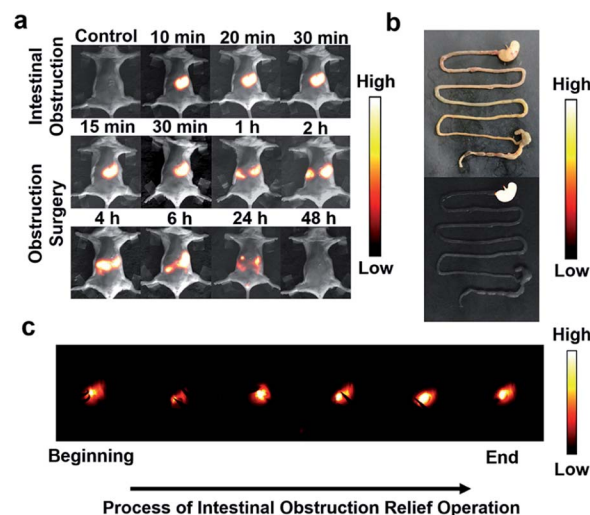 a
Control 10 min 20 min 30 min
Intestinal
Obstruction
15 min 30 min 1 h 2 h
Obstruction
Surgery
4 h 6 h 24 h 48 h
High
Low
b
High
Low
c
High
Low
Beginning
End
Process of Intestinal Obstruction Relief Operation